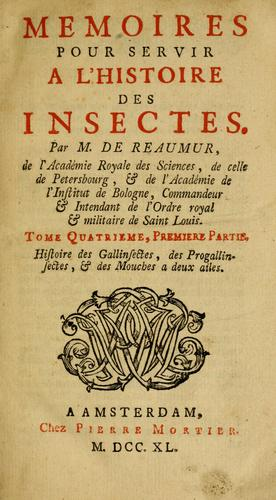 MEMOIRES
POUR SERVIR
A L'HISTOIRE
DES
INSECTES.
Par M. DE REAUMUR,
de l'Académie Royale des Sciences, de celle
de Petersbourg, & de l'Académie de
l'Institut de Bologne, Commandeur
& Intendant de l'Ordre royal
& militaire de Saint Louis.
TOME QUATRIEME, PREMIERE PARTIE.
Histoire des Gallinsectes, des Progallin-
sectes, & des Mouches a deux ailes.
A AMSTERDAM,
Chez PIERRE MORTIER.
M. DCC. XL.